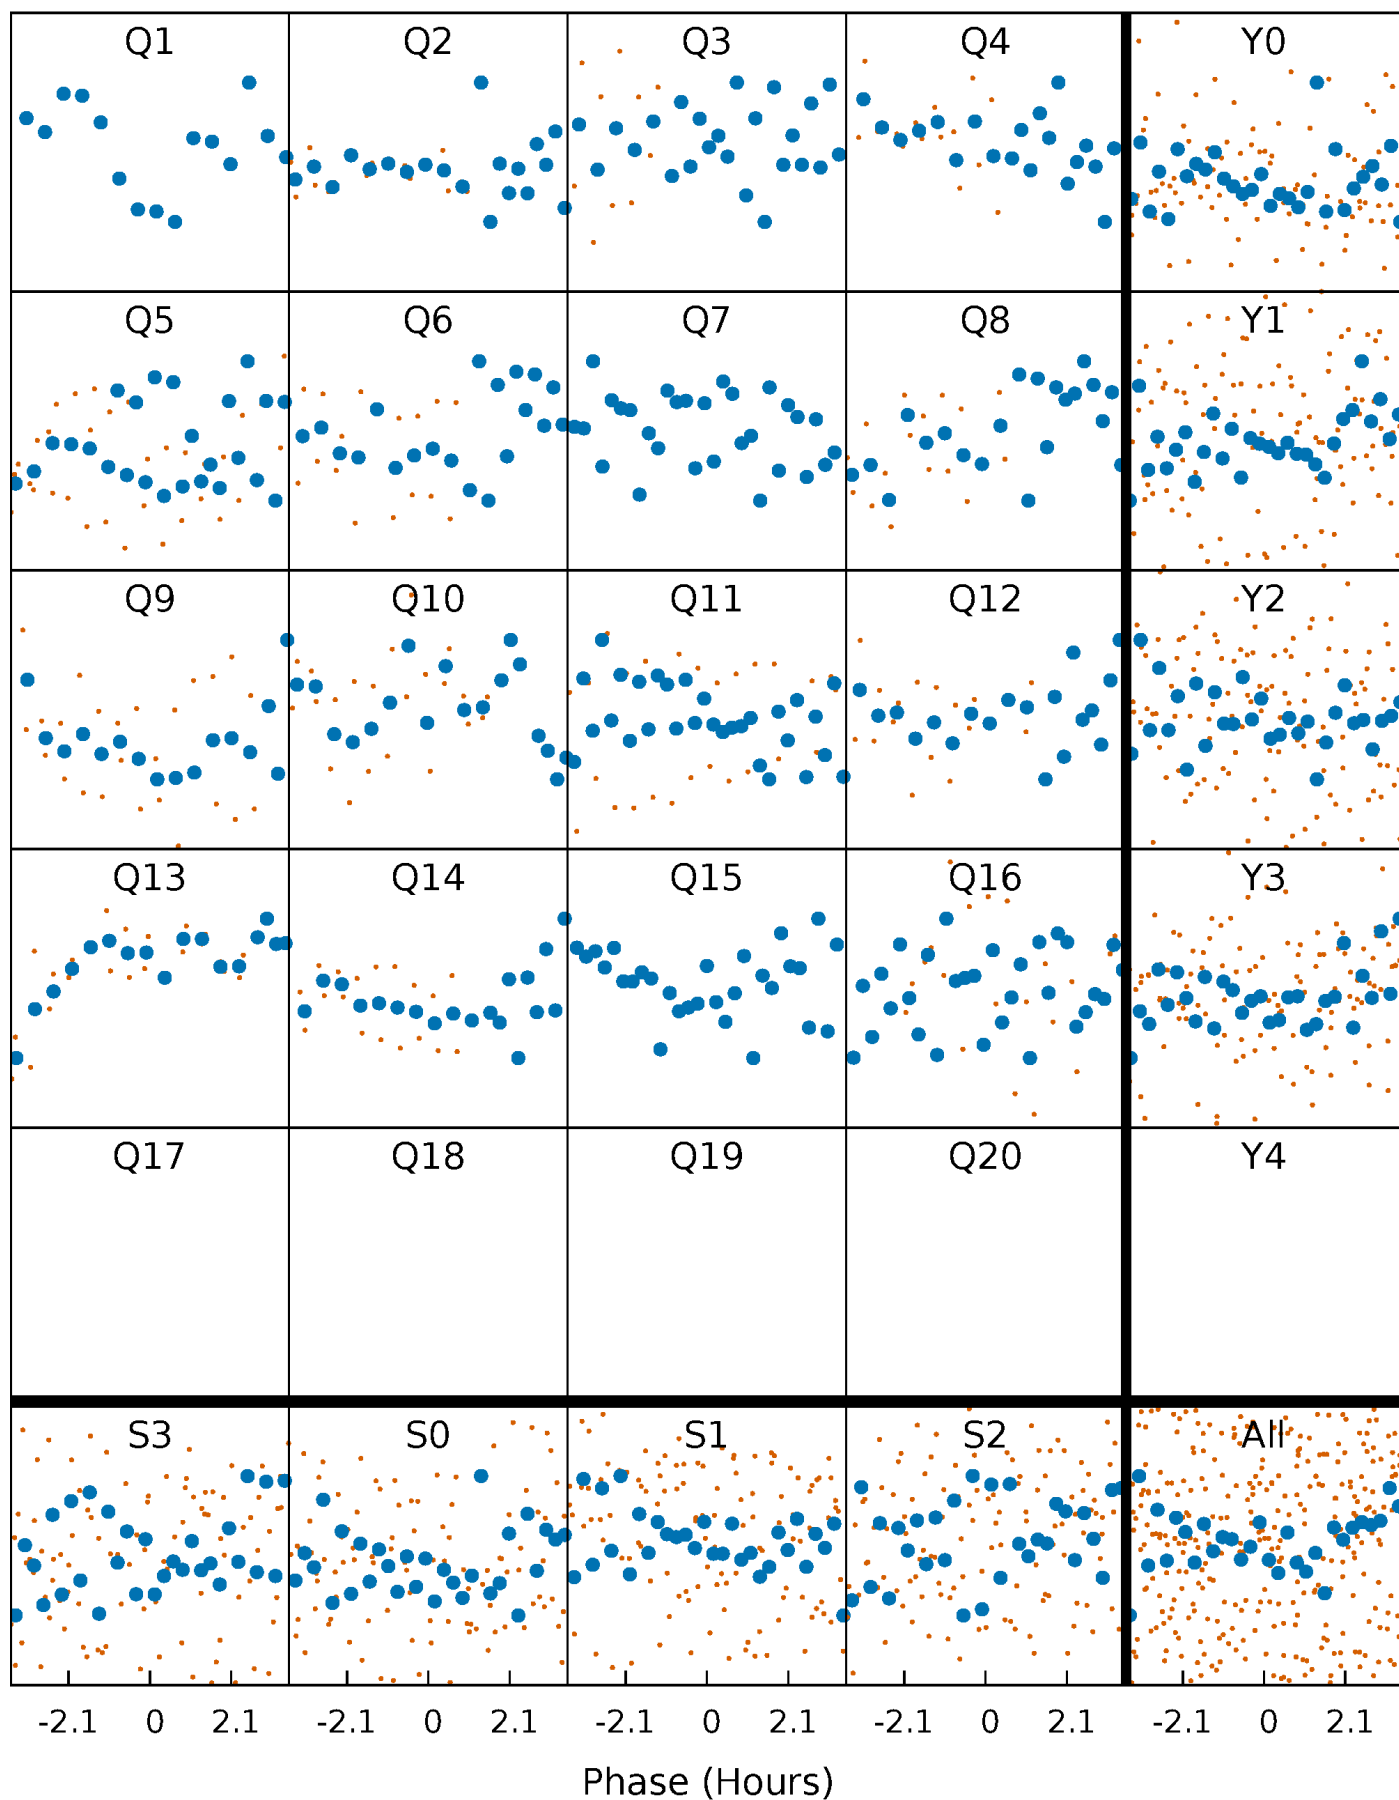 Q1 Q2 Q3 Q4 Y0
Q5 Q6 Q7 Q8 Y1
Q9 Q10 Q11 Q12 Y2
Q13 Q14 Q15 Q16 Y3
Q17 Q18 Q19 Q20 Y4
S3 S0 S1 S2 All
-2.1 0 2.1 -2.1 0 2.1 -2.1 0 2.1 -2.1 0 2.1 -2.1 0 2.1
Phase (Hours)